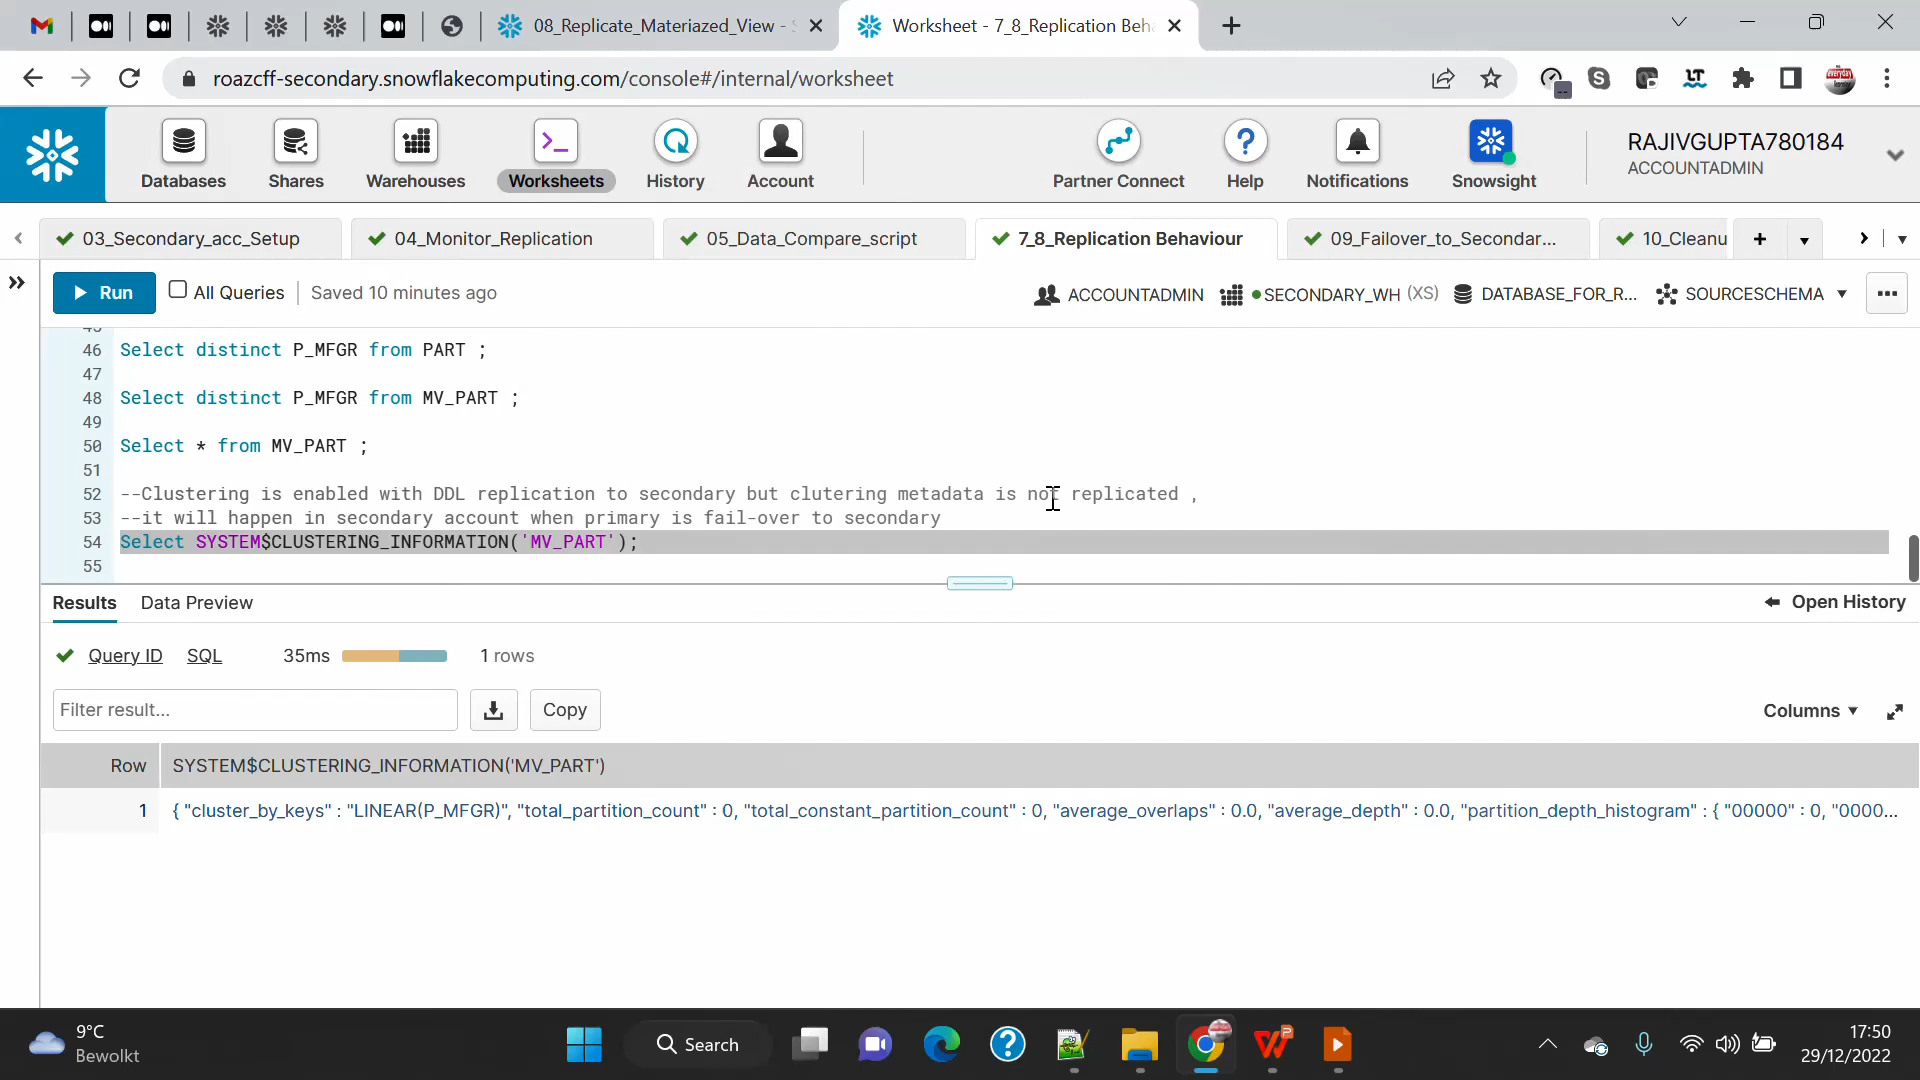 08_Replicate_Materiazed_View - S
Worksheet - 7_8_Replication Beha
roazcff-secondary.snowflakecomputing.com/console#/internal/worksheet
Databases
Shares
Warehouses
Worksheets
History
Account
Partner Connect
Help
Notifications
Snowsight
RAJIVGUPTA780184
ACCOUNTADMIN
03_Secondary_acc_Setup
04_Monitor_Replication
05_Data_Compare_script
7_8_Replication Behaviour
09_Failover_to_Secondar...
10_Cleanu
Run
All Queries
Saved 10 minutes ago
ACCOUNTADMIN
SECONDARY_WH (XS)
DATABASE_FOR_R...
SOURCESCHEMA
45
46 Select distinct P_MFGR from PART ;
47
48 Select distinct P_MFGR from MV_PART ;
49
50 Select * from MV_PART ;
51
52 --Clustering is enabled with DDL replication to secondary but clutering metadata is not replicated ,
53 --it will happen in secondary account when primary is fail-over to secondary
54 Select SYSTEM$CLUSTERING_INFORMATION('MV_PART');
55
Results
Data Preview
Open History
Query ID
SQL
35ms
1 rows
Filter result...
Copy
Columns
Row SYSTEM$CLUSTERING_INFORMATION('MV_PART')
1 { "cluster_by_keys" : "LINEAR(P_MFGR)", "total_partition_count" : 0, "total_constant_partition_count" : 0, "average_overlaps" : 0.0, "average_depth" : 0.0, "partition_depth_histogram" : { "00000" : 0, "0000...
9°C
Bewolkt
Search
17:50
29/12/2022